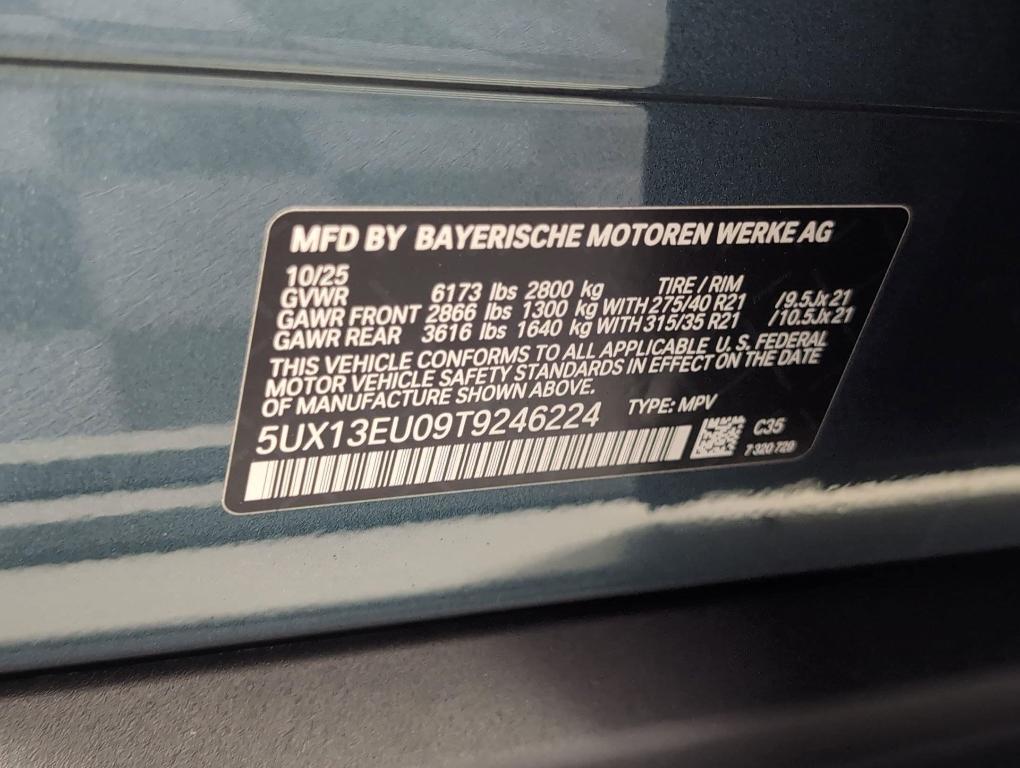 MFD BY BAYERISCHE MOTOREN WERKE AG
10/25
GVWR 6173 lbs 2800 kg TIRE / RIM
GAWR FRONT 2866 lbs 1300 kg WITH 275/40 R21 /9.5Jx21
GAWR REAR 3616 lbs 1640 kg WITH 315/35 R21 /10.5Jx21
THIS VEHICLE CONFORMS TO ALL APPLICABLE U.S. FEDERAL
MOTOR VEHICLE SAFETY STANDARDS IN EFFECT ON THE DATE
OF MANUFACTURE SHOWN ABOVE.
5UX13EU09T9246224 TYPE: MPV
C35
7 320 729